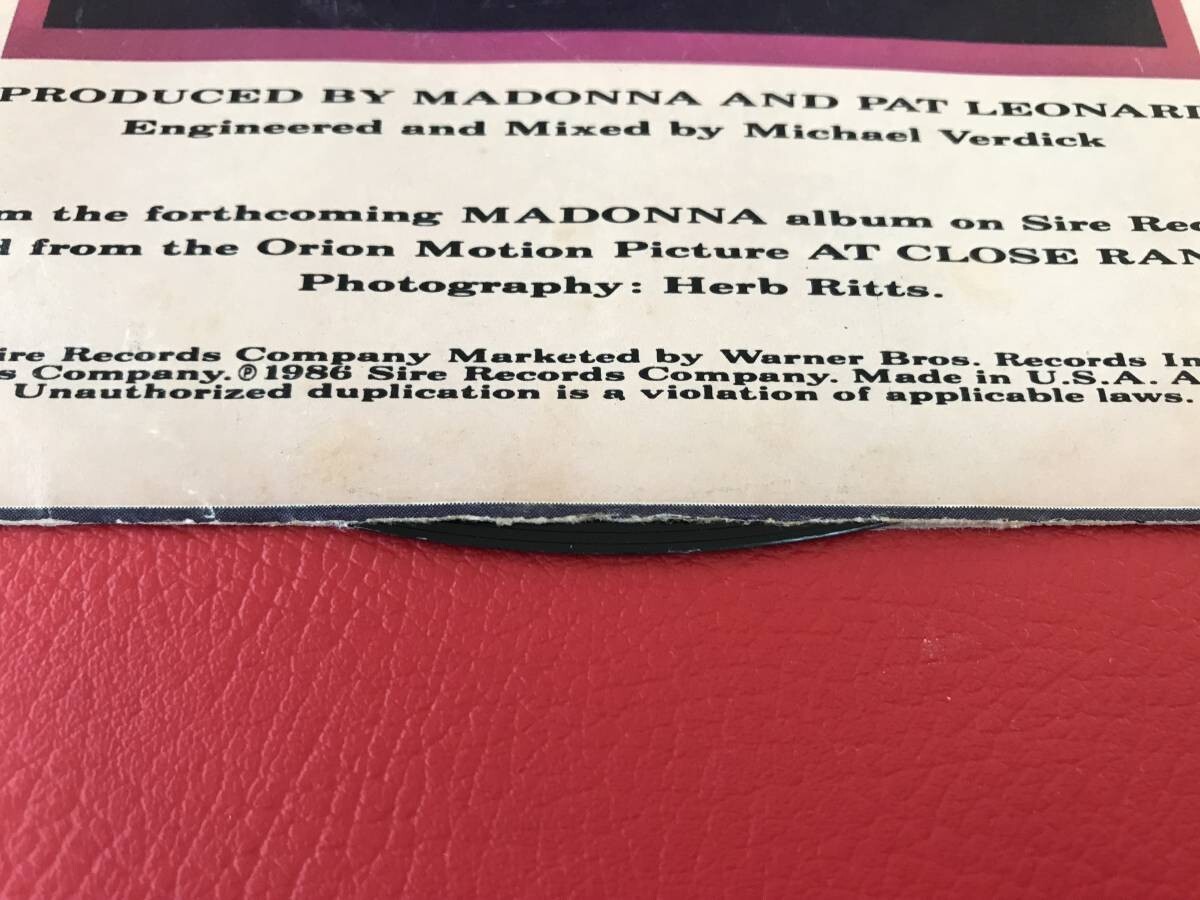 PRODUCED BY MADONNA AND PAT LEONARD
Engineered and Mixed by Michael Verdick
m the forthcoming MADONNA album on Sire Rec
d from the Orion Motion Picture AT CLOSE RAN
Photography: Herb Ritts.
ire Records Company Marketed by Warner Bros. Records In
s Company.℗1986 Sire Records Company. Made in U.S.A. A
Unauthorized duplication is a violation of applicable laws.